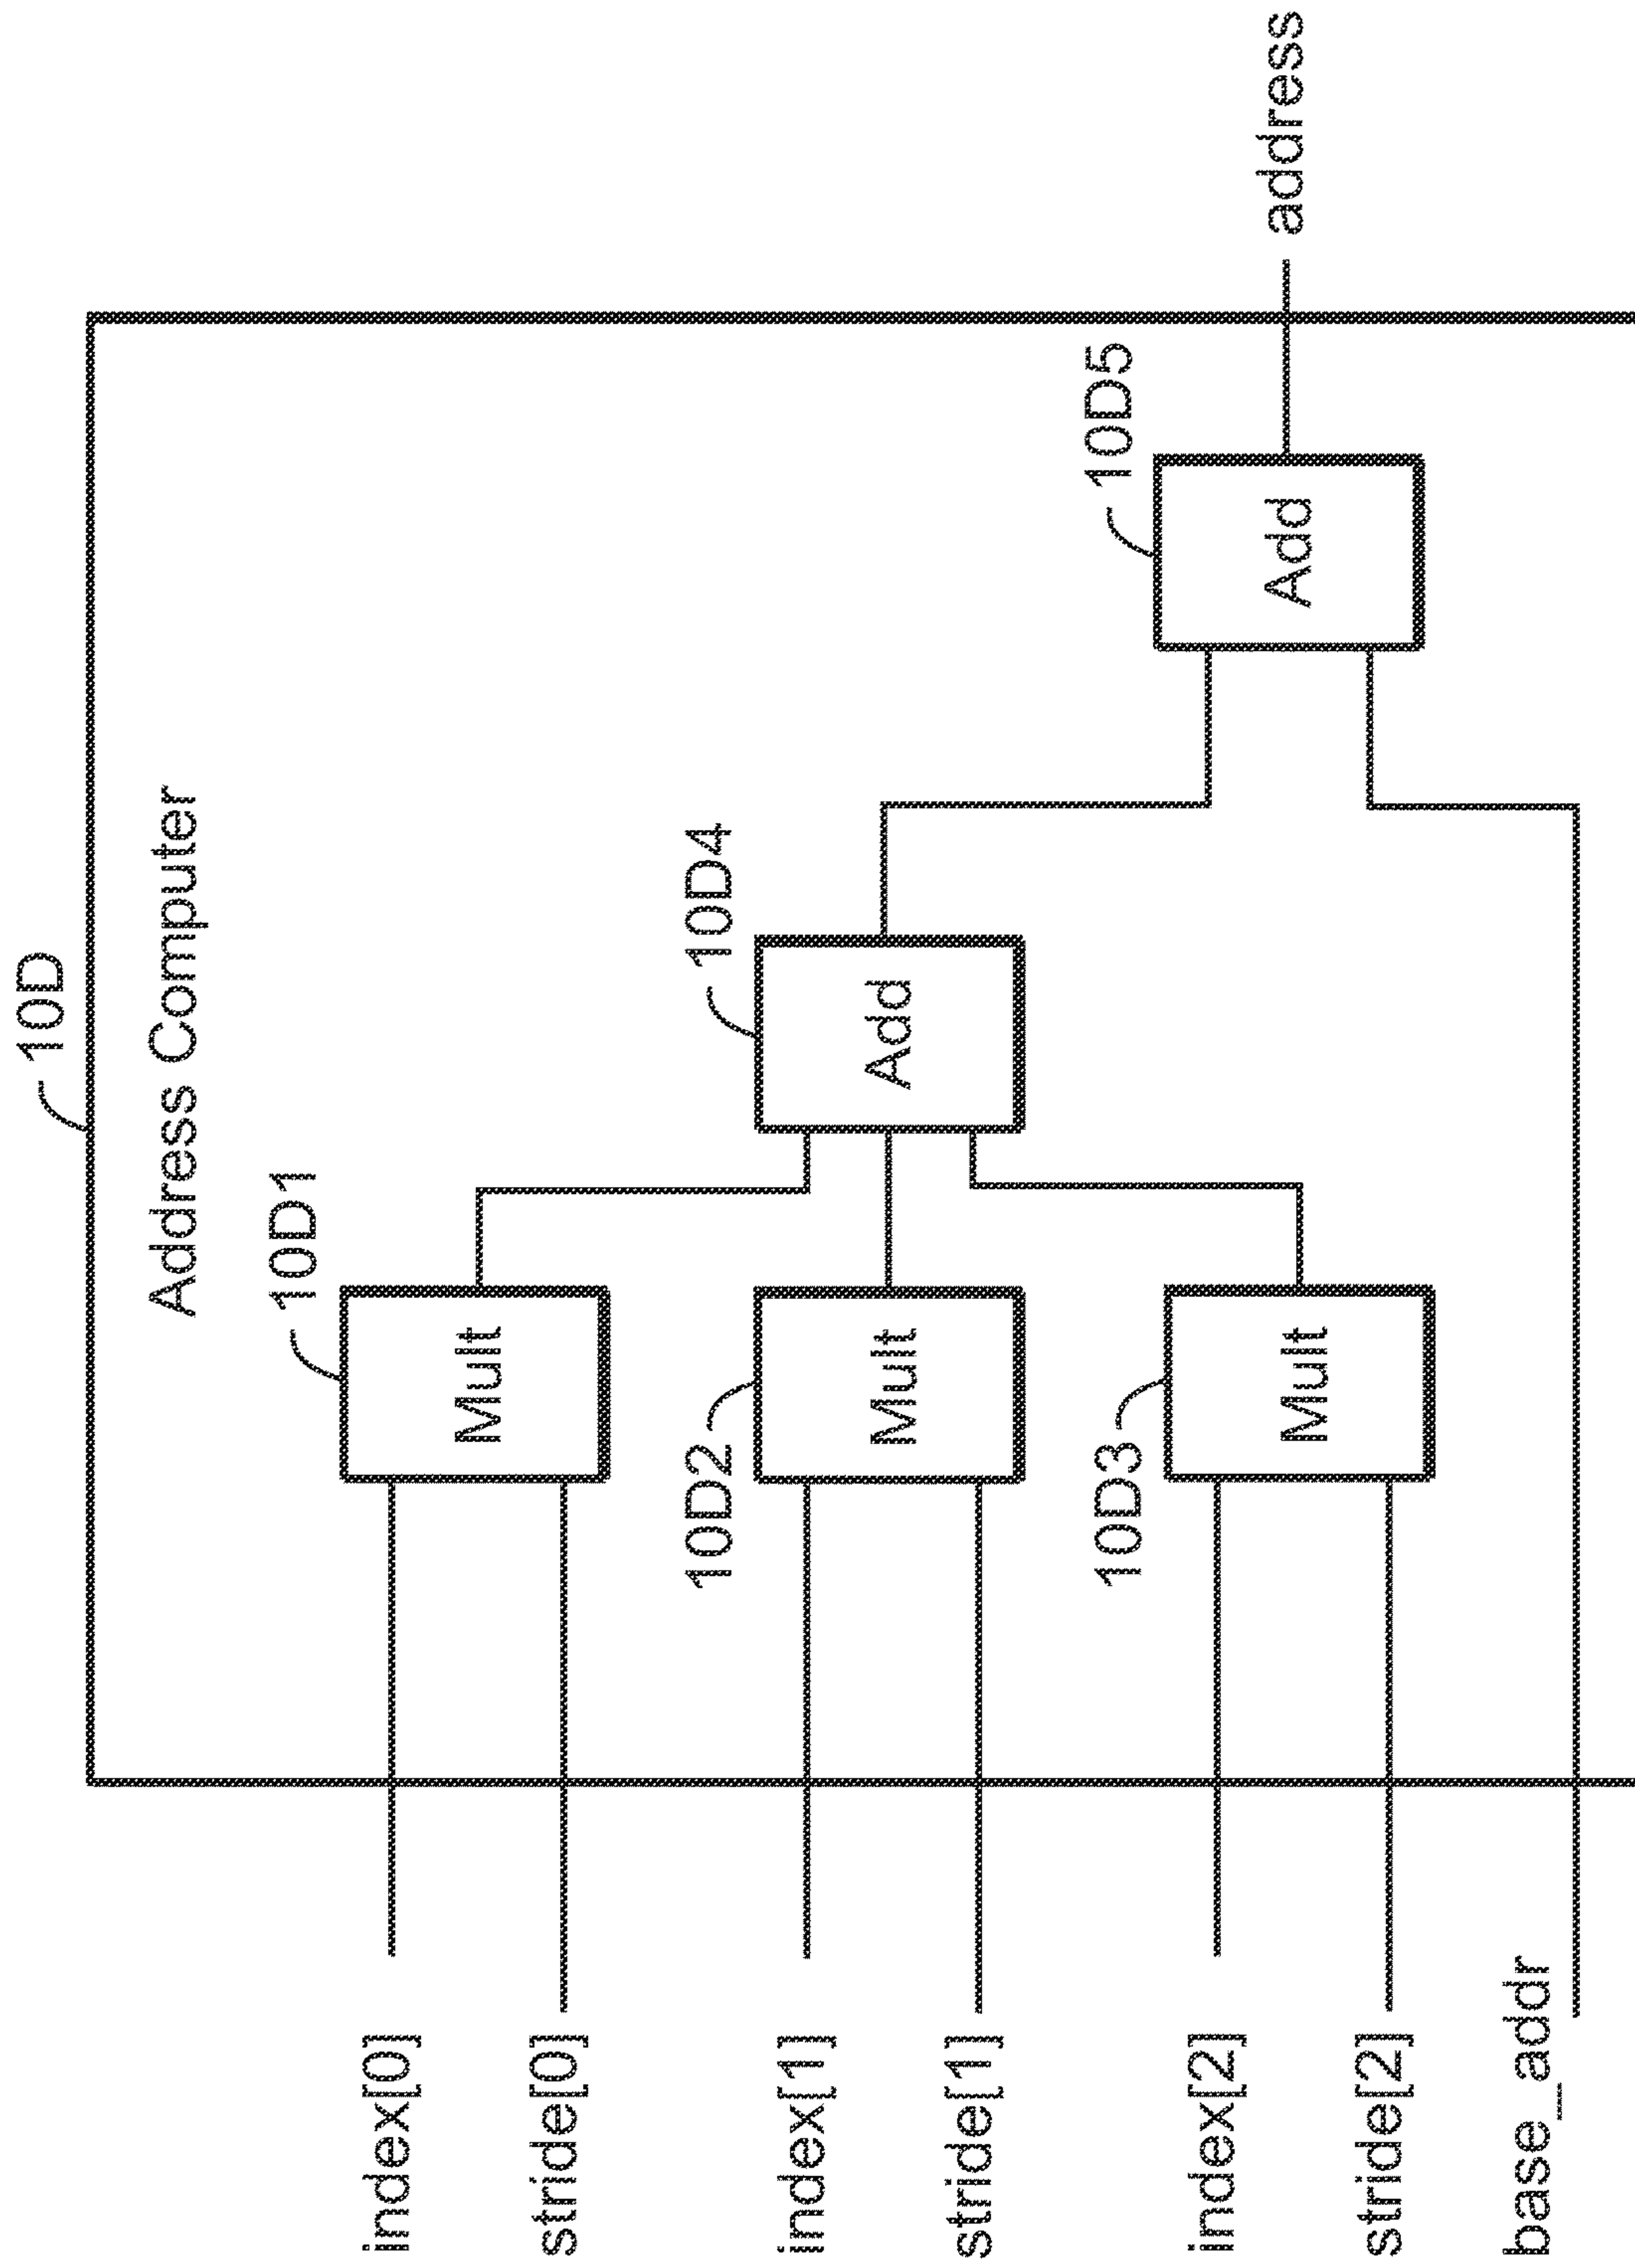 10D
Address Computer
index[0]
stride[0]
10D1
Mult
index[1]
stride[1]
10D2
Mult
10D4
Add
index[2]
stride[2]
10D3
Mult
10D5
Add
address
base_addr